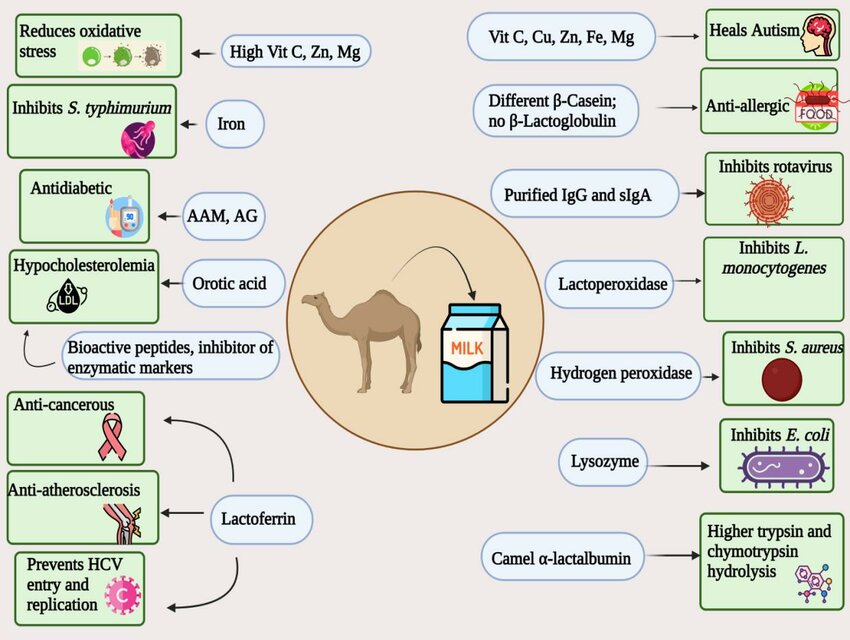 Reduces oxidative
stress
High Vit C, Zn, Mg
Inhibits S. typhimurium
Iron
Antidiabetic
90
AAM, AG
Hypocholesterolemia
LDL
Orotic acid
Bioactive peptides, inhibitor of
enzymatic markers
Anti-cancerous
Anti-atherosclerosis
Lactoferrin
Prevents HCV
entry and
replication
C
MILK
Vit C, Cu, Zn, Fe, Mg
Heals Autism
Different β-Casein;
no β-Lactoglobulin
Anti-allergic
FOOD
Purified IgG and sIgA
Inhibits rotavirus
Lactoperoxidase
Inhibits L.
monocytogenes
Hydrogen peroxidase
Inhibits S. aureus
Lysozyme
Inhibits E. coli
Camel α-lactalbumin
Higher trypsin and
chymotrypsin
hydrolysis